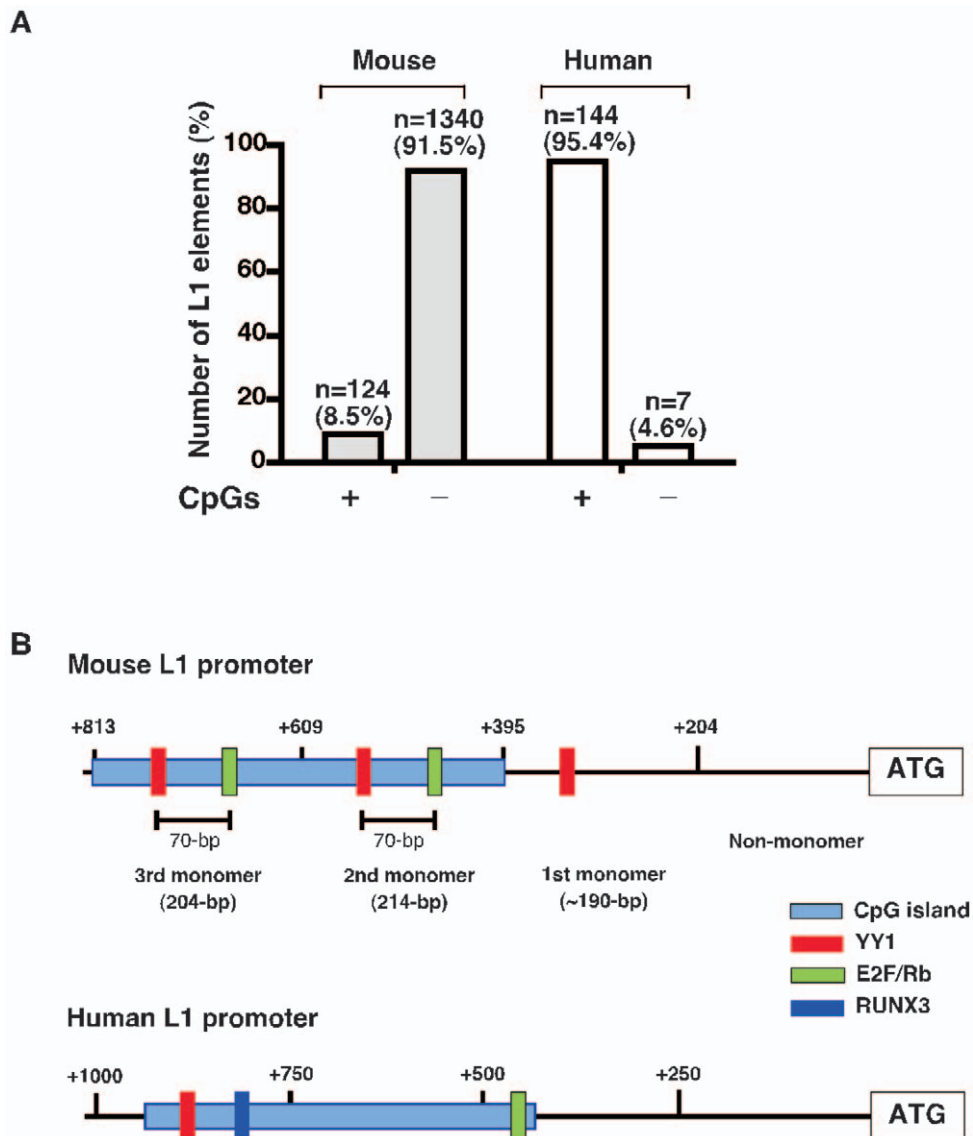 A
Mouse
Human
n=1340
(91.5%)
n=144
(95.4%)
n=124
(8.5%)
n=7
(4.6%)
Number of L1 elements (%)
100
80
60
40
20
0
CpGs + − + −
B
Mouse L1 promoter
+813 +609 +395 +204
ATG
70-bp 70-bp
Non-monomer
3rd monomer
(204-bp)
2nd monomer
(214-bp)
1st monomer
(~190-bp)
CpG island
YY1
E2F/Rb
RUNX3
Human L1 promoter
+1000 +750 +500 +250
ATG